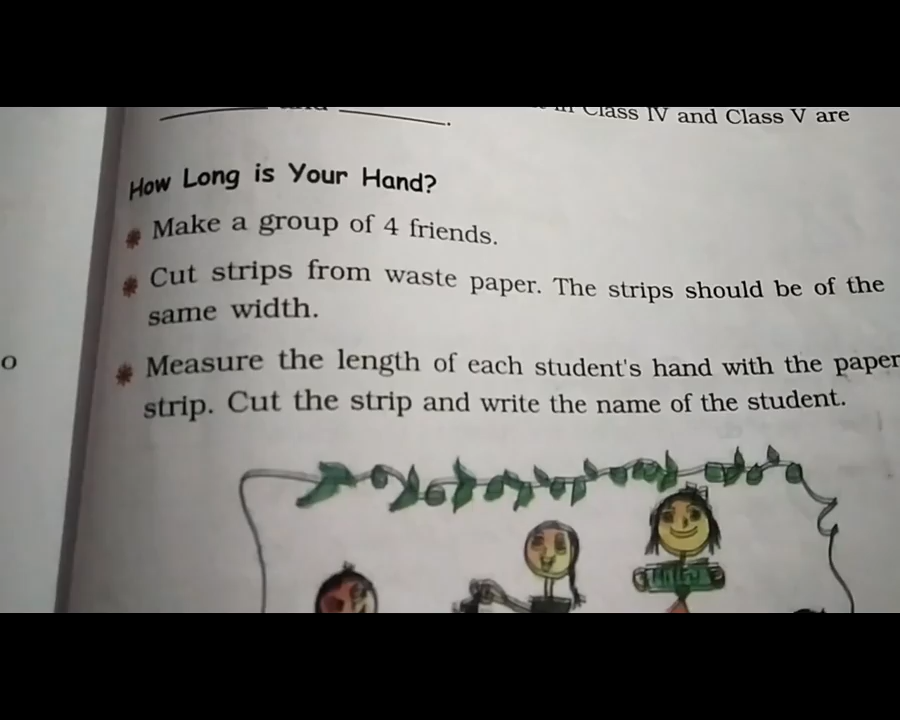 and .
in Class IV and Class V are
How Long is Your Hand?
Make a group of 4 friends.
Cut strips from waste paper. The strips should be of the
same width.
o
Measure the length of each student's hand with the paper
strip. Cut the strip and write the name of the student.